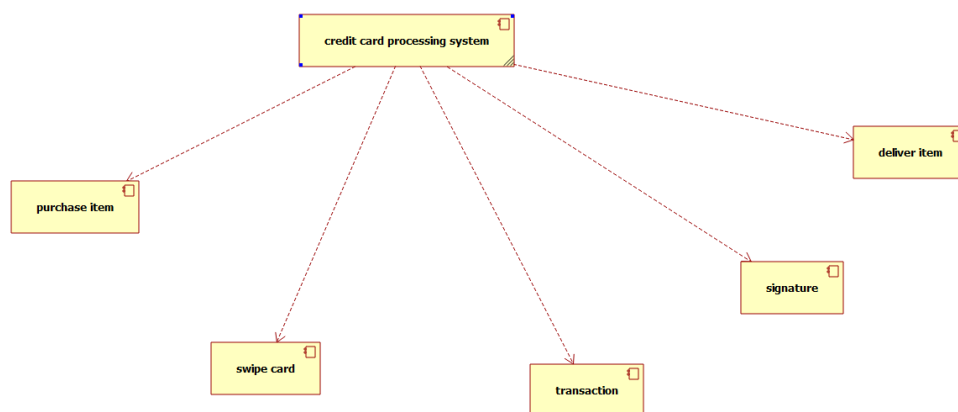 credit card processing system
deliver item
purchase item
signature
swipe card
transaction